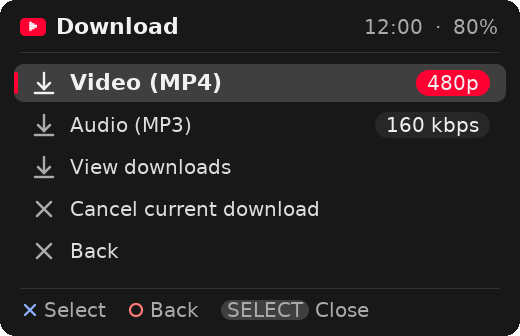 Download 12:00 · 80%
Video (MP4) 480p
Audio (MP3) 160 kbps
View downloads
Cancel current download
Back
Select Back SELECT Close